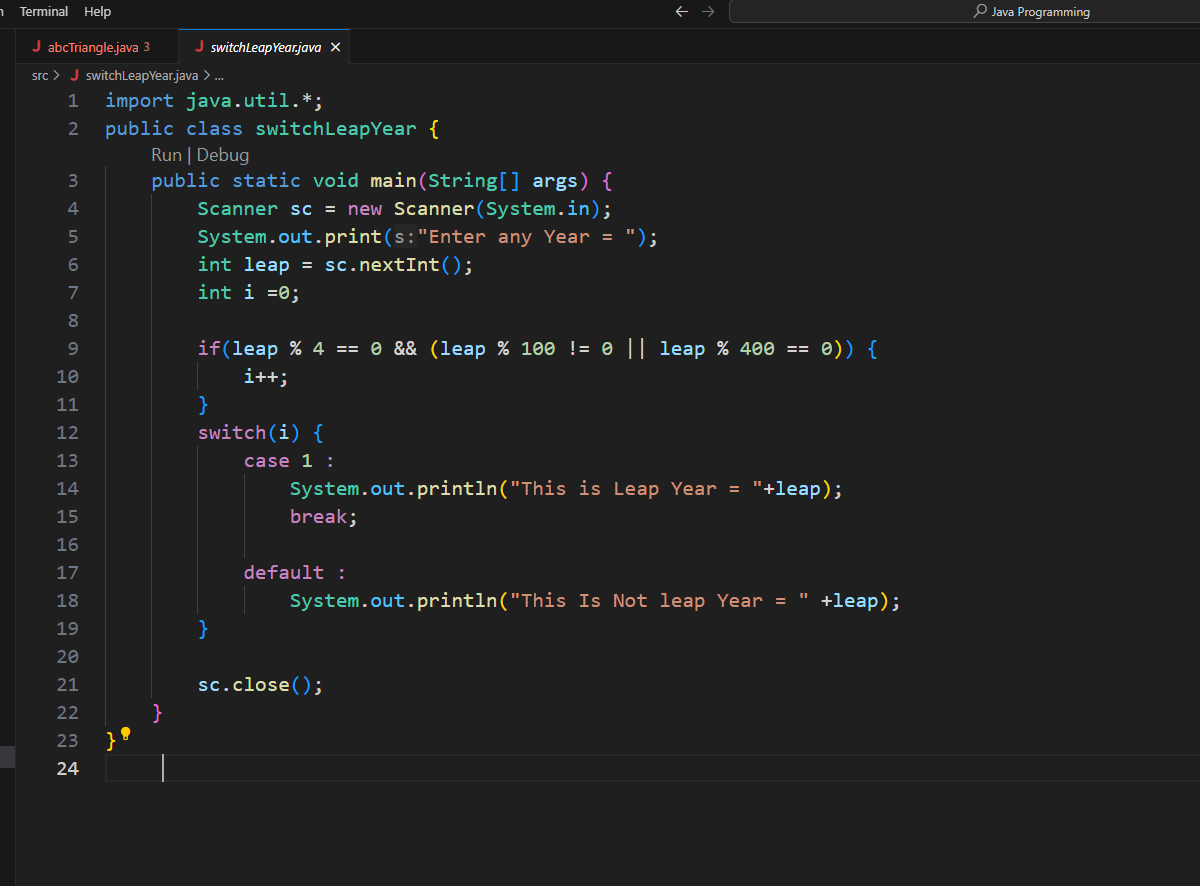 Terminal Help Java Programming
J abcTriangle.java 3 J switchLeapYear.java ×
src > J switchLeapYear.java > ...
1 import java.util.*;
2 public class switchLeapYear {
Run | Debug
3 public static void main(String[] args) {
4 Scanner sc = new Scanner(System.in);
5 System.out.print(s:"Enter any Year = ");
6 int leap = sc.nextInt();
7 int i =0;
8
9 if(leap % 4 == 0 && (leap % 100 != 0 || leap % 400 == 0)) {
10 i++;
11 }
12 switch(i) {
13 case 1 :
14 System.out.println("This is Leap Year = "+leap);
15 break;
16
17 default :
18 System.out.println("This Is Not leap Year = " +leap);
19 }
20
21 sc.close();
22 }
23 }
24